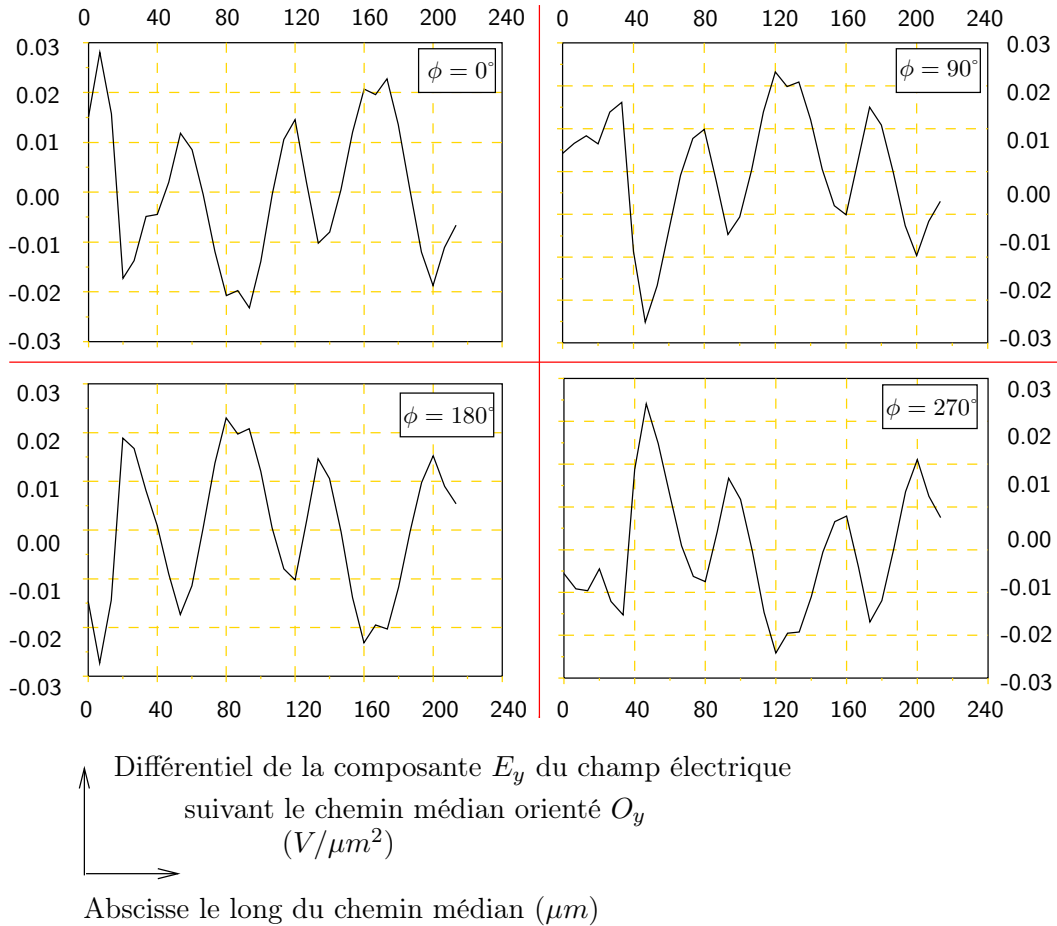 0 40 80 120 160 200 240
0 40 80 120 160 200 240
0.03
0.02
0.01
0.00
-0.01
-0.02
-0.03
ϕ = 0°
ϕ = 90°
0.03
0.02
0.01
0.00
-0.01
-0.02
-0.03
0.03
0.02
0.01
0.00
-0.01
-0.02
-0.03
ϕ = 180°
ϕ = 270°
0.03
0.02
0.01
0.00
-0.01
-0.02
-0.03
0 40 80 120 160 200 240
0 40 80 120 160 200 240
Différentiel de la composante E_y du champ électrique
suivant le chemin médian orienté O_y
(V/μm²)
Abscisse le long du chemin médian (μm)